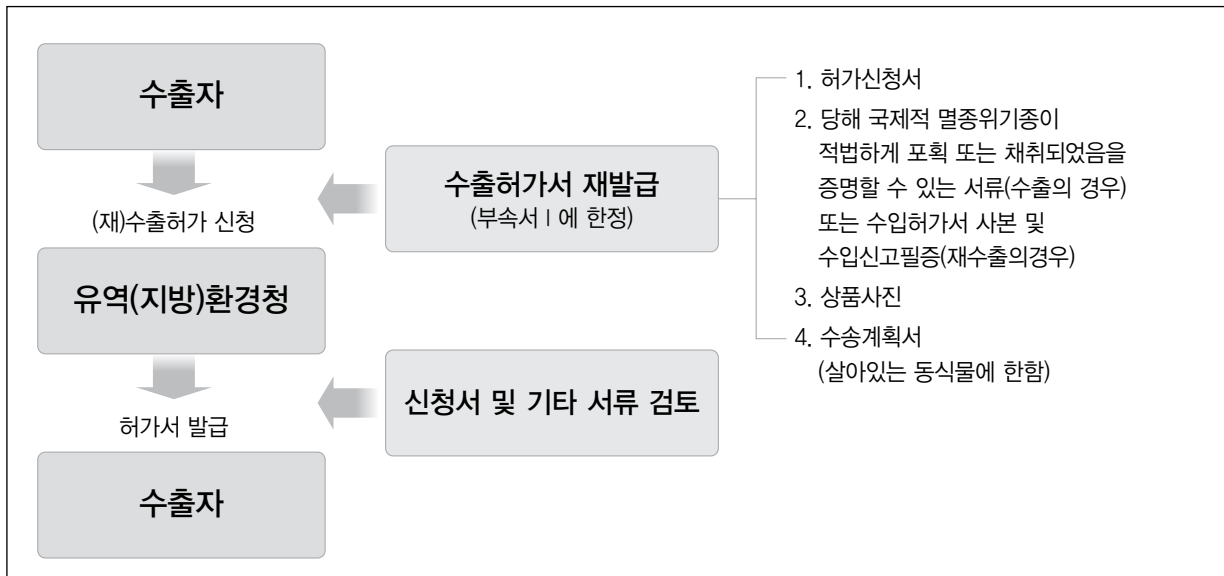 수출자
(재)수출허가 신청
유역(지방)환경청
허가서 발급
수출자
수출허가서 재발급
(부속서 I 에 한정)
신청서 및 기타 서류 검토
1. 허가신청서
2. 당해 국제적 멸종위기종이
적법하게 포획 또는 채취되었음을
증명할 수 있는 서류(수출의 경우)
또는 수입허가서 사본 및
수입신고필증(재수출의경우)
3. 상품사진
4. 수송계획서
(살아있는 동식물에 한함)